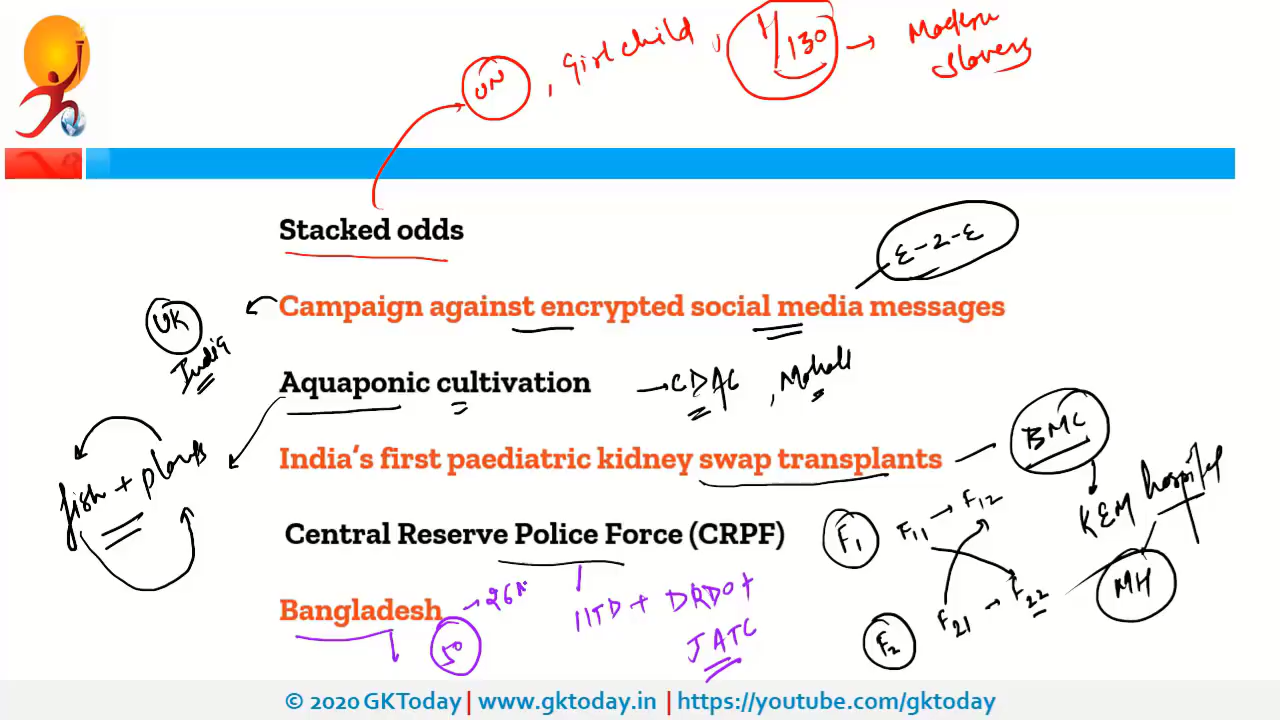 UN , Girl child , 1/130 → Modern Slavery
Stacked odds
E-2-E
Campaign against encrypted social media messages
UK
India
Aquaponic cultivation → CDAC , Mohali
fish + plants
India's first paediatric kidney swap transplants
BMC
KEM hospital
MH
Central Reserve Police Force (CRPF)
F1 F11 → F12
F2 F21 → F22
IITD + DRDO +
JATC
Bangladesh → 26
50
© 2020 GKToday | www.gktoday.in | https://youtube.com/gktoday